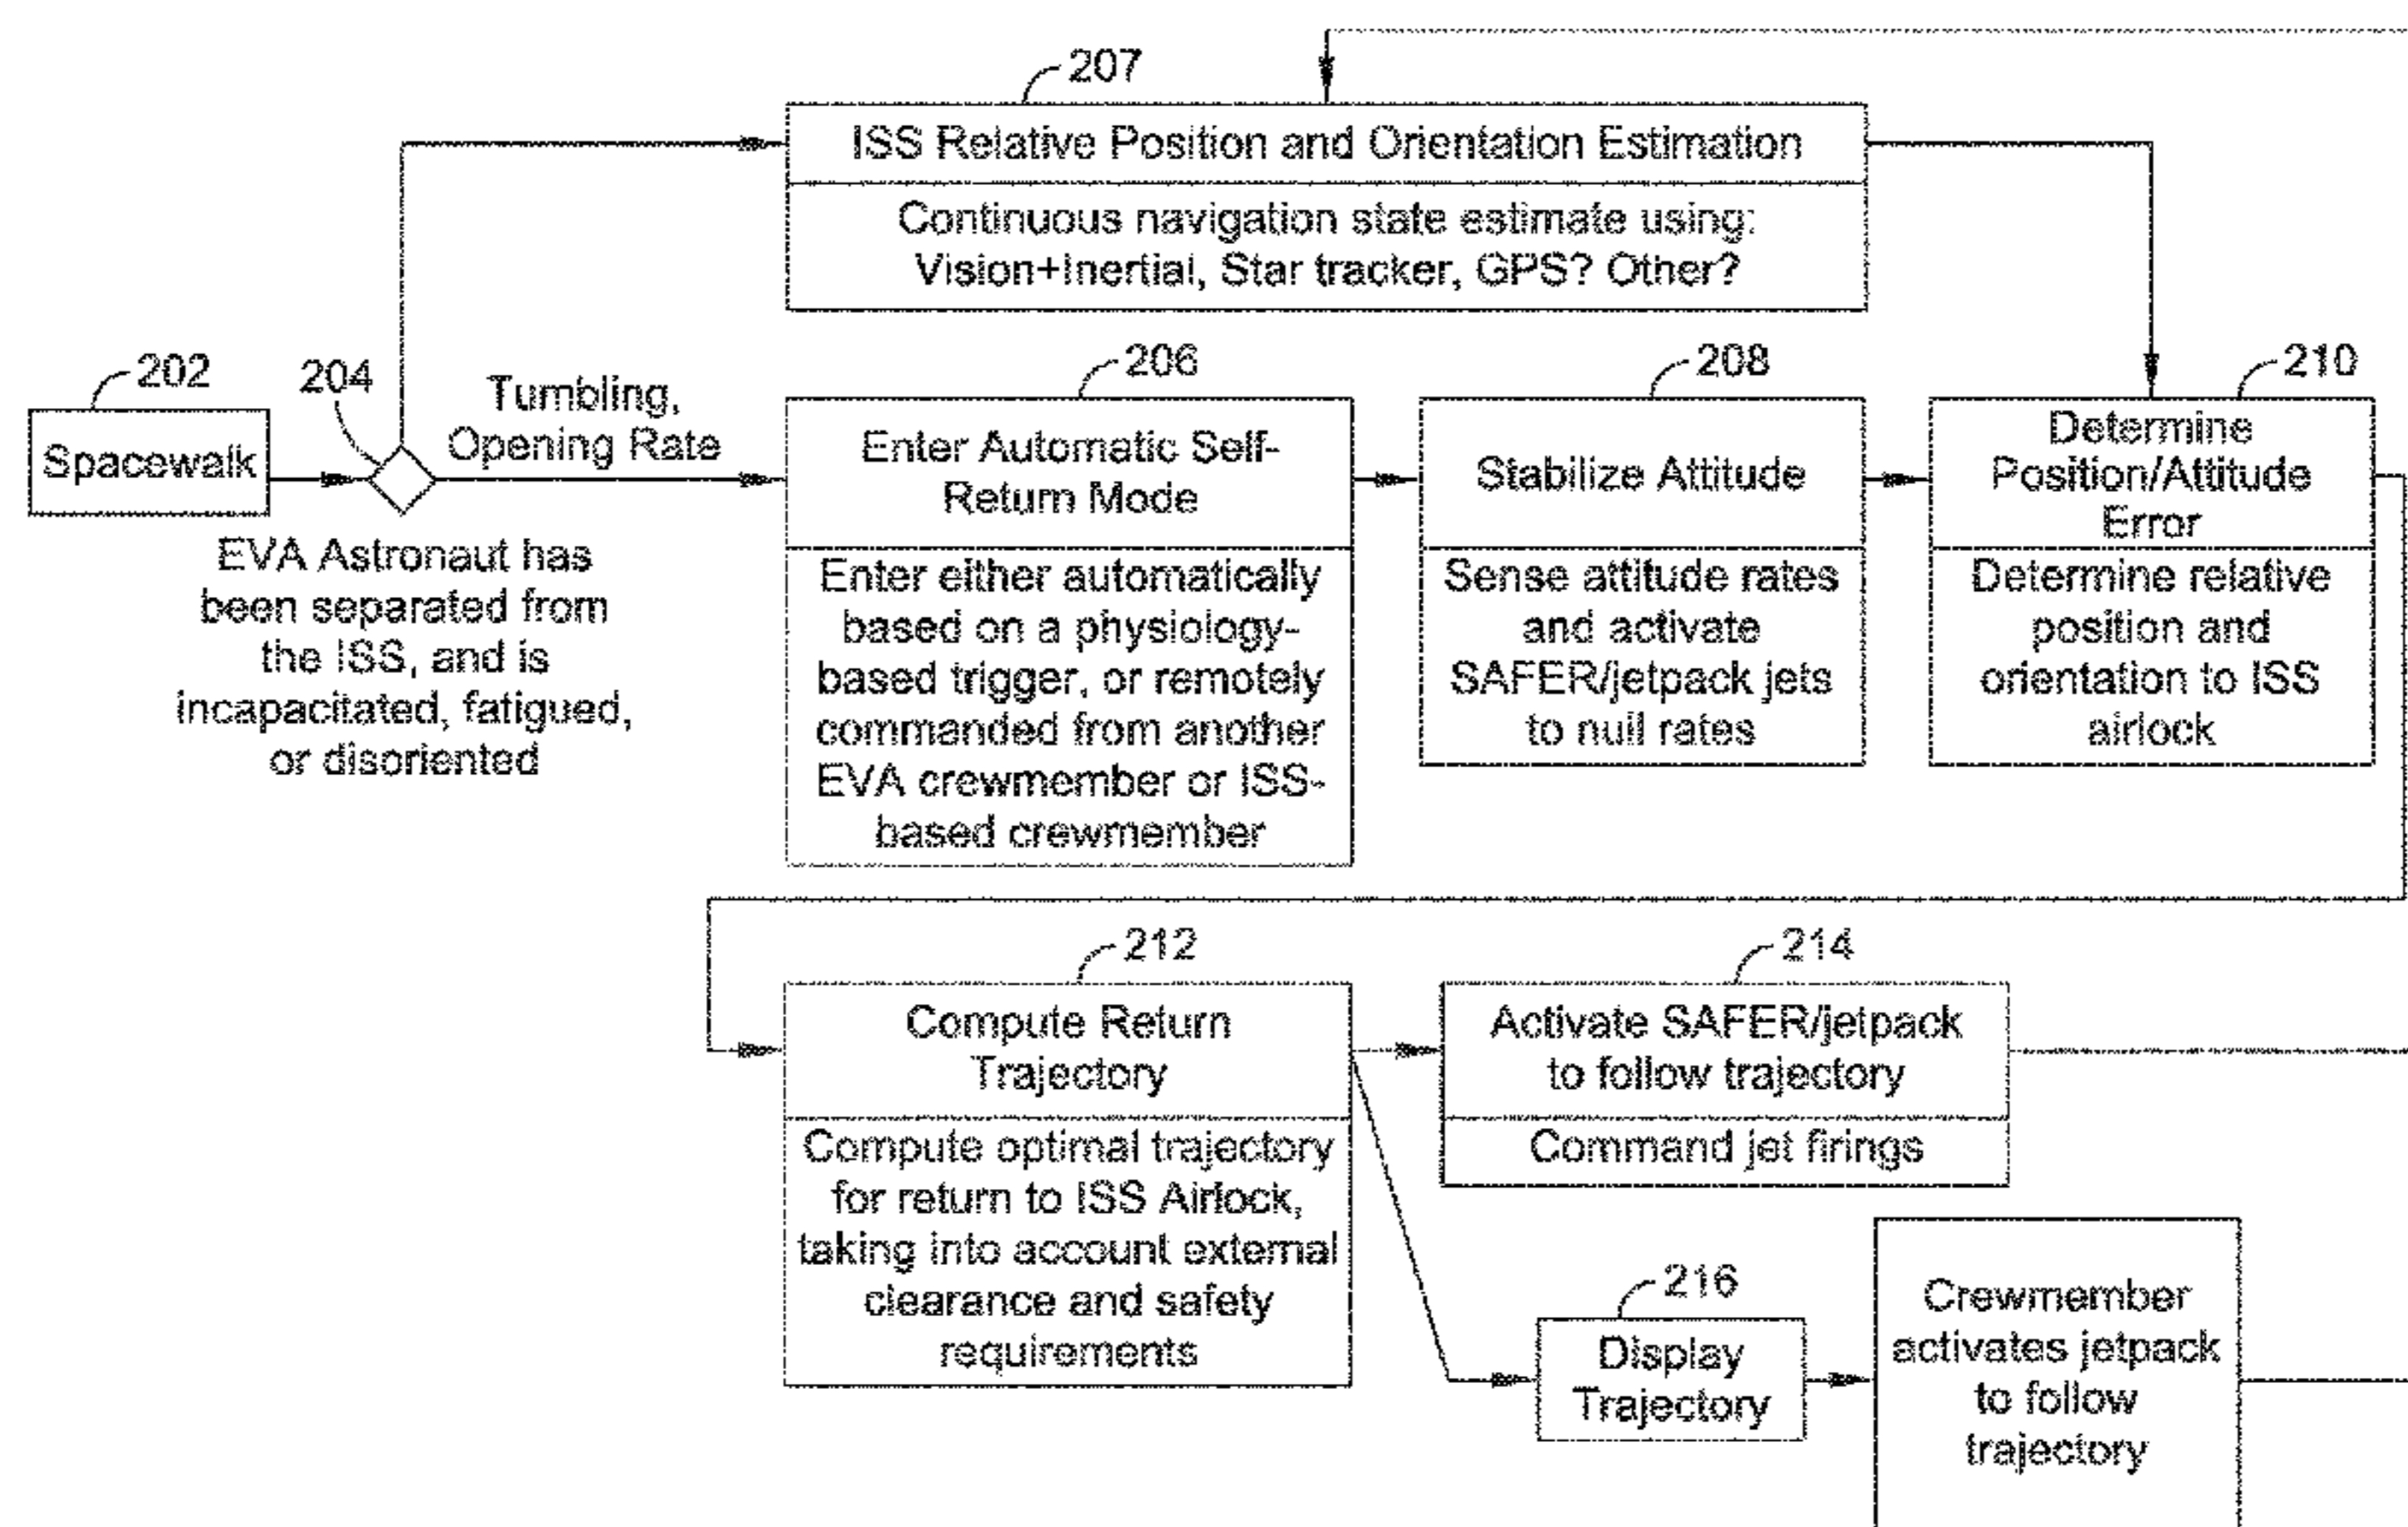 207
ISS Relative Position and Orientation Estimation
Continuous navigation state estimate using:
Vision+Inertial, Star tracker, GPS? Other?
202
Spacewalk
204
Tumbling,
Opening Rate
EVA Astronaut has
been separated from
the ISS, and is
incapacitated, fatigued,
or disoriented
206
Enter Automatic Self-
Return Mode
Enter either automatically
based on a physiology-
based trigger, or remotely
commanded from another
EVA crewmember or ISS-
based crewmember
208
Stabilize Attitude
Sense attitude rates
and activate
SAFER/jetpack jets
to null rates
210
Determine
Position/Attitude
Error
Determine relative
position and
orientation to ISS
airlock
212
Compute Return
Trajectory
Compute optimal trajectory
for return to ISS Airlock,
taking into account external
clearance and safety
requirements
214
Activate SAFER/jetpack
to follow trajectory
Command jet firings
216
Display
Trajectory
Crewmember
activates jetpack
to follow
trajectory